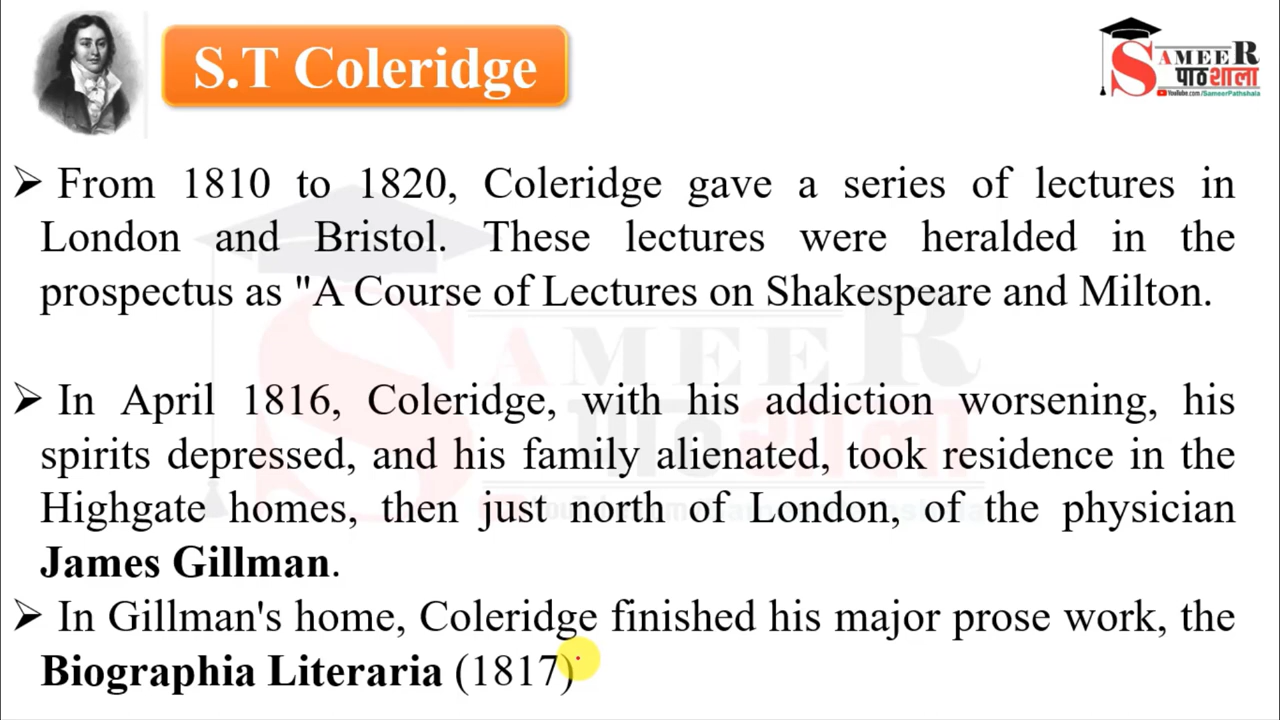 S.T Coleridge
SAMEER
पाठशाला
YouTube.com/SameerPathshala
➢ From 1810 to 1820, Coleridge gave a series of lectures in
London and Bristol. These lectures were heralded in the
prospectus as "A Course of Lectures on Shakespeare and Milton.
➢ In April 1816, Coleridge, with his addiction worsening, his
spirits depressed, and his family alienated, took residence in the
Highgate homes, then just north of London, of the physician
James Gillman.
➢ In Gillman's home, Coleridge finished his major prose work, the
Biographia Literaria (1817)